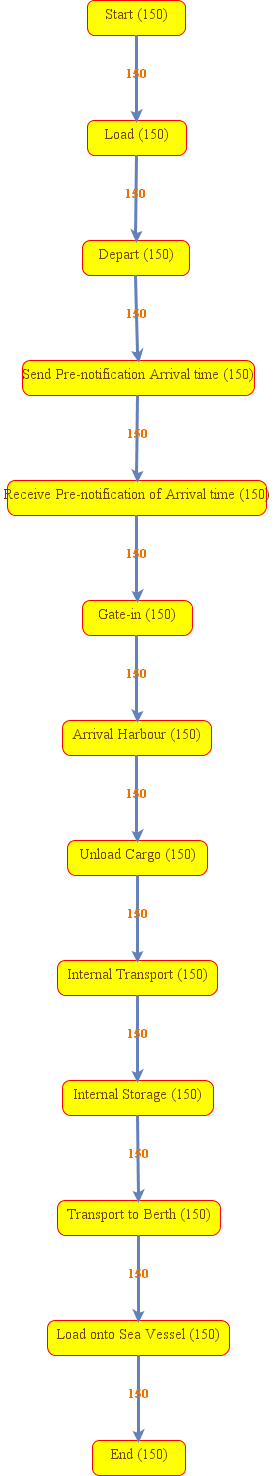 Start (150)
150
Load (150)
150
Depart (150)
150
Send Pre-notification Arrival time (150)
150
Receive Pre-notification of Arrival time (150)
150
Gate-in (150)
150
Arrival Harbour (150)
150
Unload Cargo (150)
150
Internal Transport (150)
150
Internal Storage (150)
150
Transport to Berth (150)
150
Load onto Sea Vessel (150)
150
End (150)